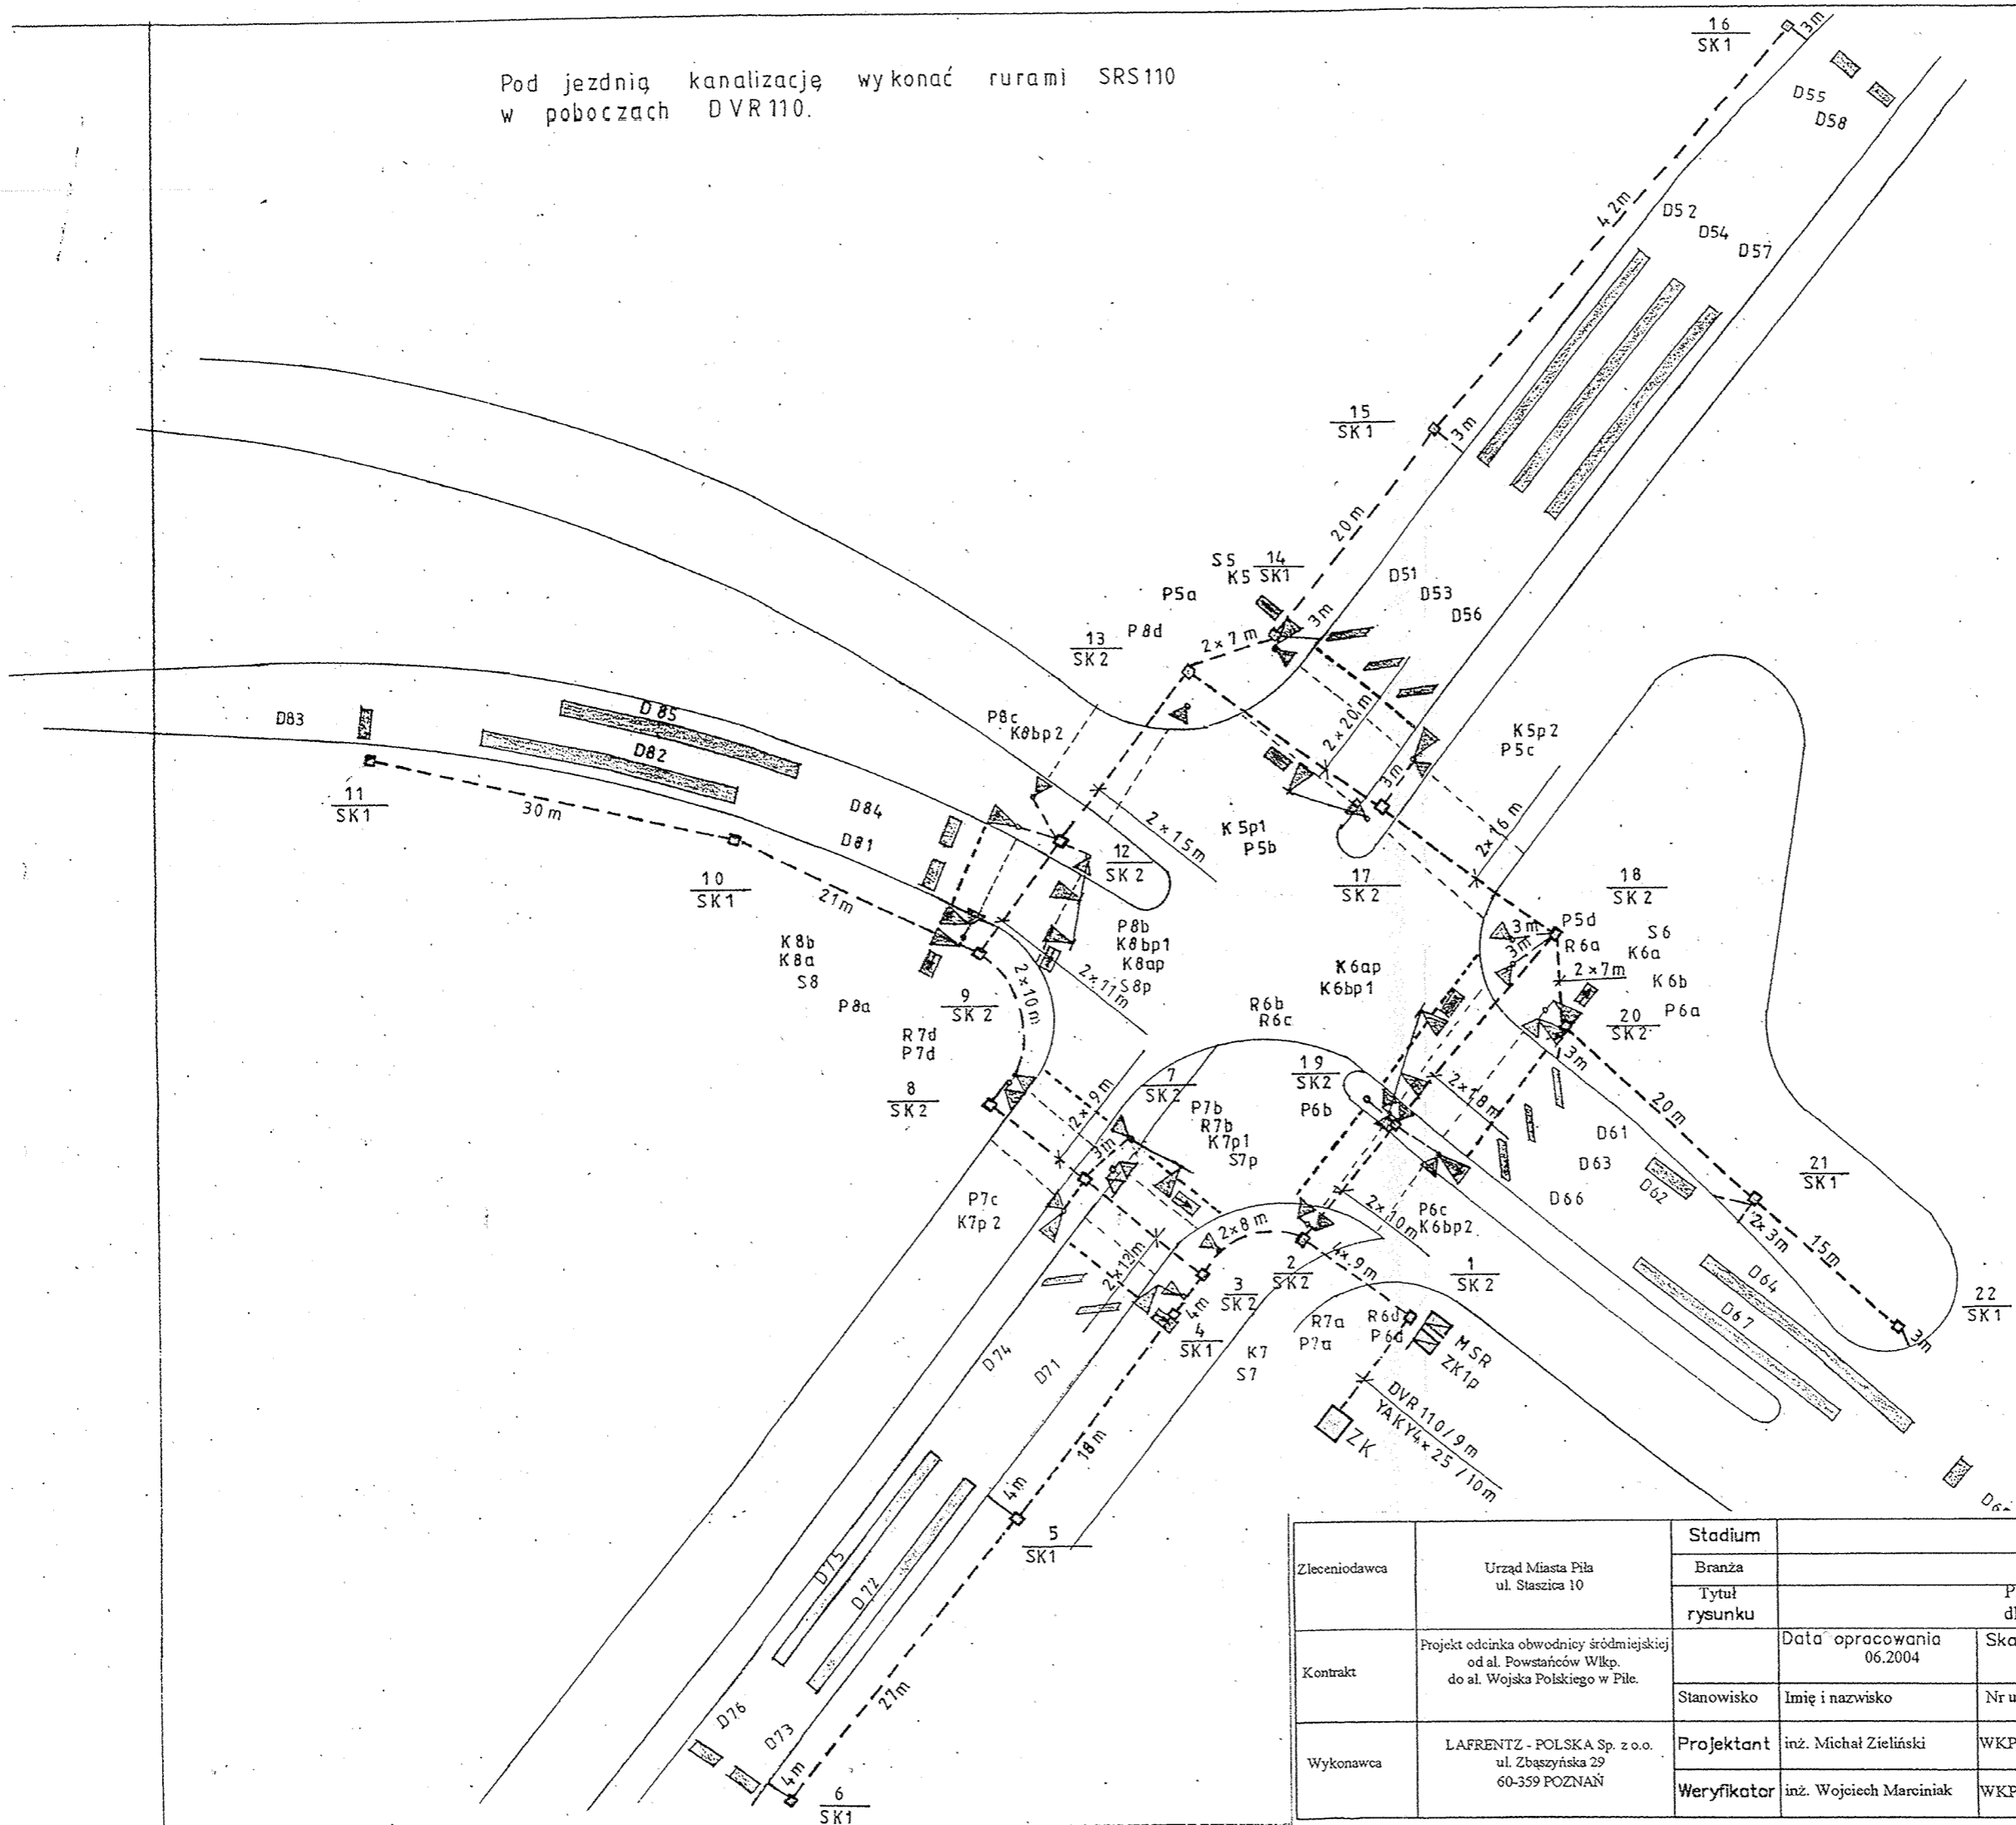 Pod jezdnią kanalizację wykonać rurami SRS110
w poboczach DVR110.
16
SK1
3m
D55
D58
42m
D52
D54
D57
15
SK1
3m
20m
S5
K5
14
SK1
P5a
13
SK2
P8d
2×7m
3m
D51
D53
D56
2×20m
P8c
K8bp2
K5p2
P5c
D83
D85
D82
11
SK1
30m
D84
D81
10
SK1
21m
12
SK2
2×15m
K5p1
P5b
3m
17
SK2
2×16m
18
SK2
K8b
K8a
S8
P8a
9
SK2
2×10m
P8b
K8bp1
K8ap
S8p
2×11m
3m
3m
P5d
R6a
S6
K6a
K6b
2×7m
20
SK2
P6a
K6ap
K6bp1
R6b
R6c
R7d
P7d
8
SK2
2×19m
7
SK2
P7b
R7b
K7p1
S7p
19
SK2
P6b
2×18m
3m
20m
D61
D63
D66
D62
21
SK1
3m
P7c
K7p2
2×12m
2×8m
2×10m
P6c
K6bp2
2×3m
15m
4×9m
2
SK2
1
SK2
3
SK2
4m
4
SK1
R7a
P7a
R6d
P6d
K7
S7
MSR
ZK1p
D64
D67
22
SK1
3m
D74
D71
ZK
DVR110/9m
YAKY4×25/10m
18m
4m
5
SK1
D75
D72
27m
D76
D73
4m
6
SK1
Zleceniodawca
Urząd Miasta Piła
ul. Staszica 10
Stadium
Branża
Tytuł
rysunku
Kontrakt
Projekt odcinka obwodnicy śródmiejskiej
od al. Powstańców Wlkp.
do al. Wojska Polskiego w Pile.
Data opracowania
06.2004
Ska
Stanowisko
Imię i nazwisko
Nr u
Wykonawca
LAFRENTZ - POLSKA Sp. z o.o.
ul. Zbąszyńska 29
60-359 POZNAŃ
Projektant
inż. Michał Zieliński
WKP
Weryfikator
inż. Wojciech Marciniak
WKP